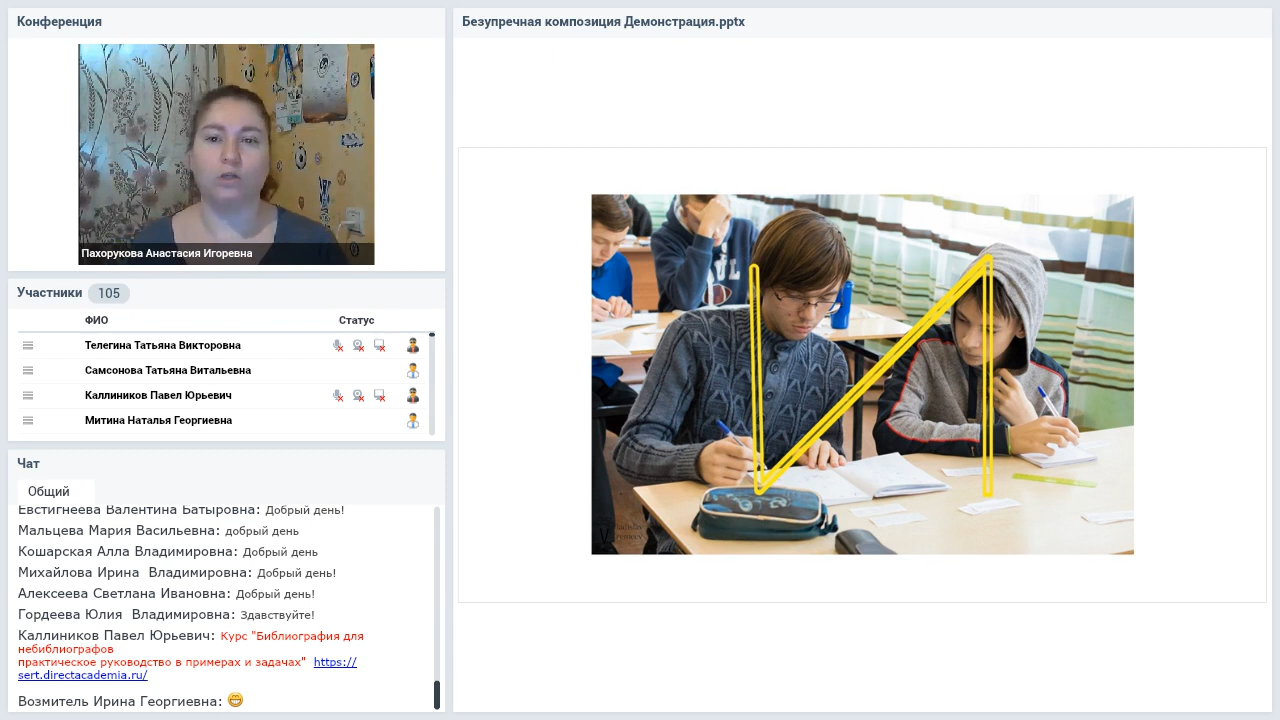 Конференция
Пахорукова Анастасия Игоревна
Участники 105
ФИО Статус
Телегина Татьяна Викторовна
Самсонова Татьяна Витальевна
Каллиников Павел Юрьевич
Митина Наталья Георгиевна
Чат
Общий
Евстигнеева Валентина Батыровна: Добрый день!
Мальцева Мария Васильевна: добрый день
Кошарская Алла Владимировна: Добрый день
Михайлова Ирина Владимировна: Добрый день!
Алексеева Светлана Ивановна: Добрый день!
Гордеева Юлия Владимировна: Здавствуйте!
Каллиников Павел Юрьевич: Курс "Библиография для
небиблиографов
практическое руководство в примерах и задачах" https://
sert.directacademia.ru/
Возмитель Ирина Георгиевна:
Безупречная композиция Демонстрация.pptx